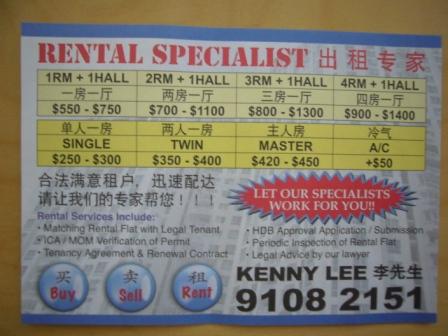 RENTAL SPECIALIST 出租专家
1RM + 1HALL 2RM + 1HALL 3RM + 1HALL 4RM + 1HALL
一房一厅 两房一厅 三房一厅 四房一厅
$550 - $750 $700 - $1100 $800 - $1300 $900 - $1400
单人一房 两人一房 主人房 冷气
SINGLE TWIN MASTER A/C
$250 - $300 $350 - $400 $420 - $450 +$50
合法满意租户，迅速配达
请让我们的专家帮您！！！
LET OUR SPECIALISTS
WORK FOR YOU!!
Rental Services Include:
• Matching Rental Flat with Legal Tenant
• ICA / MOM Verification of Permit
• Tenancy Agreement & Renewal Contract
• HDB Approval Application / Submission
• Periodic Inspection of Rental Flat
• Legal Advice by our lawyer
买 卖 租
Buy Sell Rent
KENNY LEE 李先生
9108 2151